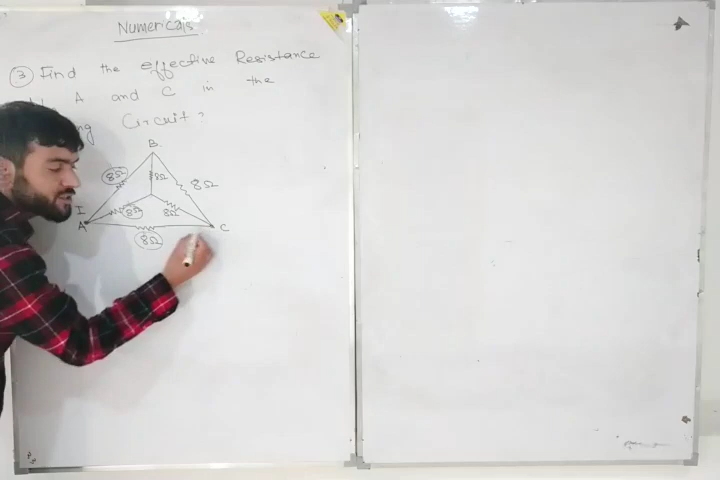 Numericals
③ Find the effective Resistance
A and C in the
Circuit?
B
8Ω 8Ω 8Ω
I 8Ω 8Ω
A C
8Ω